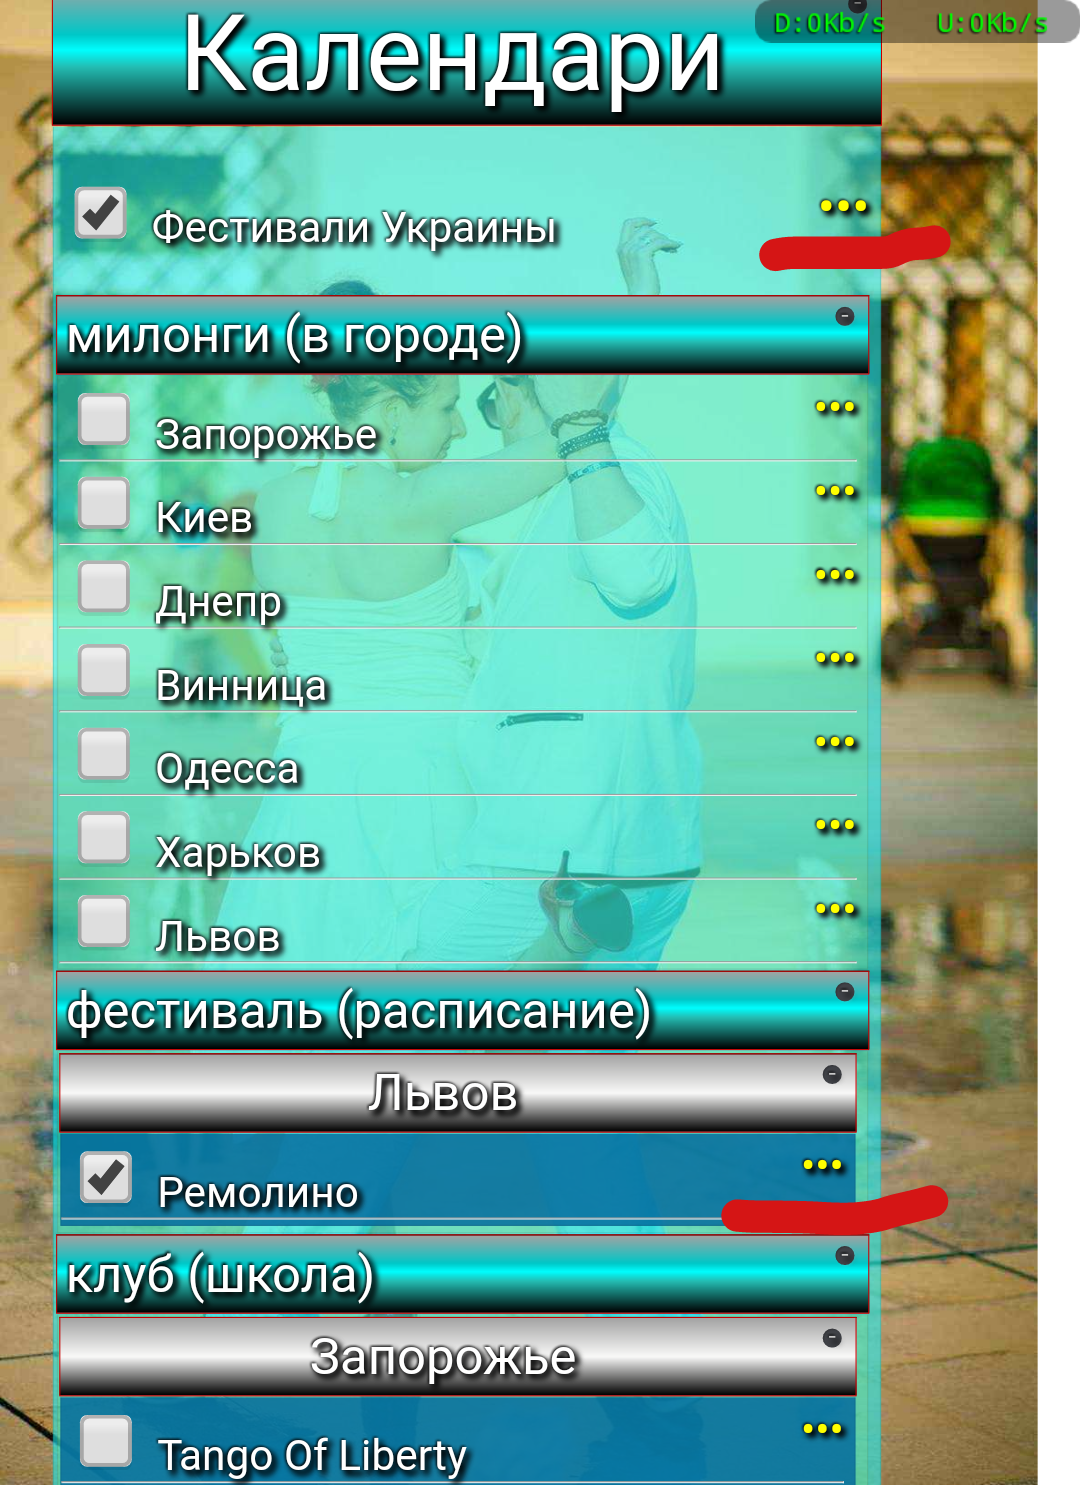 D:0Kb/s U:0Kb/s
Календари
Фестивали Украины
милонги (в городе)
Запорожье
Киев
Днепр
Винница
Одесса
Харьков
Львов
фестиваль (расписание)
Львов
Ремолино
клуб (школа)
Запорожье
Tango Of Liberty